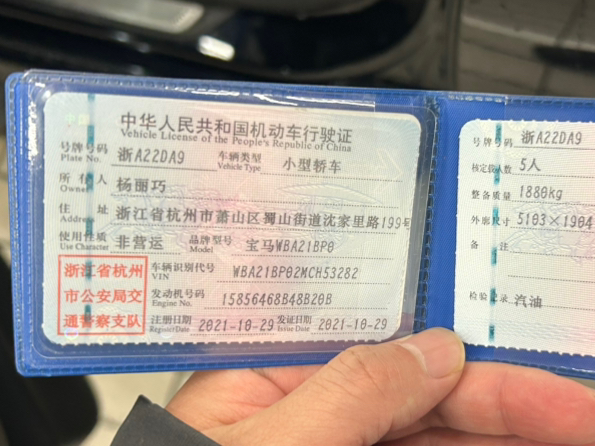 中华人民共和国机动车行驶证
Vehicle License of the People's Republic of China
号牌号码 浙A22DA9 车辆类型 小型轿车
Plate No. Vehicle Type
所有人 杨丽巧
Owner
住址 浙江省杭州市萧山区蜀山街道沈家里路199号
Address
使用性质 非营运 品牌型号 宝马WBA21BP0
Use Character Model
浙江省杭州
市公安局交
通警察支队
车辆识别代号 WBA21BP02MCH53282
VIN
发动机号码 15856468B48B20B
Engine No.
注册日期 2021-10-29 发证日期 2021-10-29
Register Date Issue Date
号牌号码 浙A22DA9
核定载人数 5人
整备质量 1880kg
外廓尺寸 5103×1904
备注
检验记录 汽油